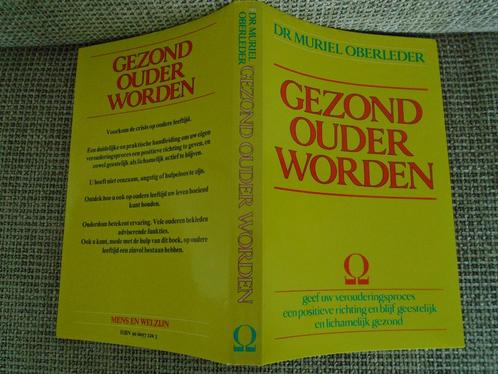 GEZOND
OUDER
WORDEN
Voorkom de crisis op oudere leeftijd.
Een duidelijke en praktische handleiding om uw eigen
verouderingsproces een positieve richting te geven, en
zowel geestelijk als lichamelijk actief te blijven.
U hoeft niet eenzaam, angstig of hulpeloos te zijn.
Ontdek hoe u ook op oudere leeftijd uw leven boeiend
kunt houden.
Ouderdom betekent ervaring. Vele ouderen bekleden
adviserende funkties.
Ook u kunt, mede met de hulp van dit boek, op oudere
leeftijd een zinvol bestaan hebben.
MENS EN WELZIJN
ISBN 90 6057
DR MURIEL
OBERLEDER
GEZOND OUDER WORDEN
Ω
DR MURIEL OBERLEDER
GEZOND
OUDER
WORDEN
Ω
geef uw verouderingsproces
een positieve richting en blijf geestelijk
en lichamelijk gezond